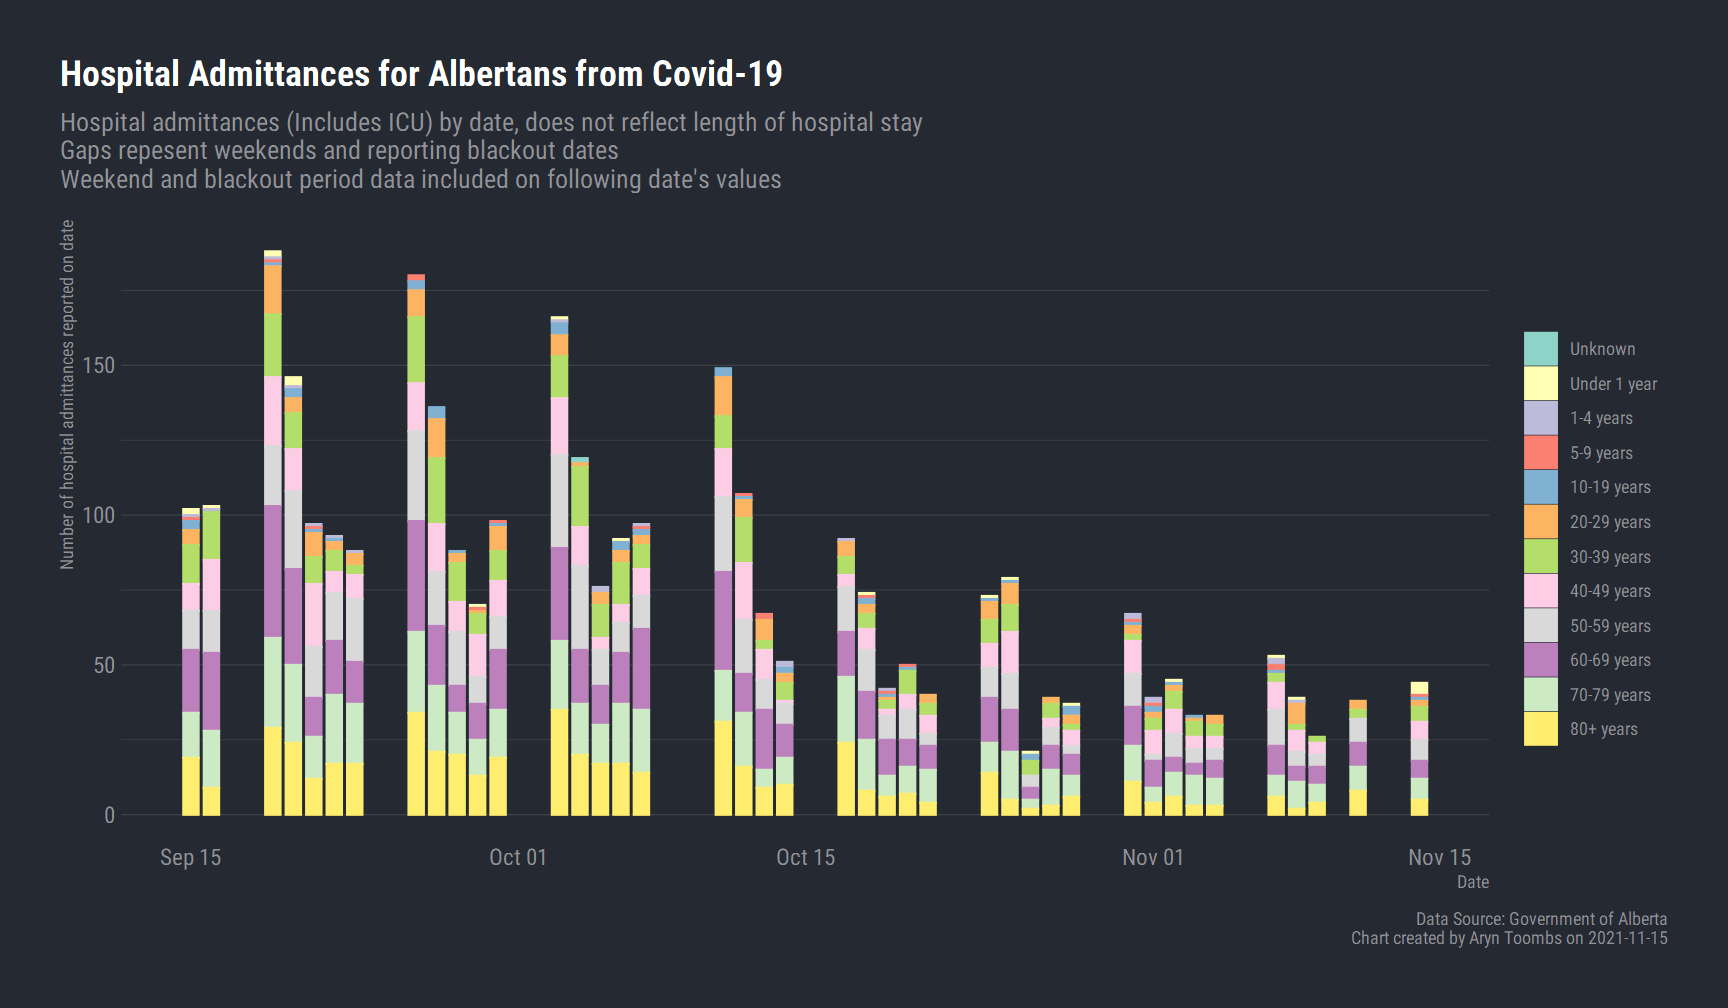 Hospital Admittances for Albertans from Covid-19
Hospital admittances (Includes ICU) by date, does not reflect length of hospital stay
Gaps repesent weekends and reporting blackout dates
Weekend and blackout period data included on following date's values
Number of hospital admittances reported on date
150
100
50
0
Sep 15
Oct 01
Oct 15
Nov 01
Nov 15
Date
Unknown
Under 1 year
1-4 years
5-9 years
10-19 years
20-29 years
30-39 years
40-49 years
50-59 years
60-69 years
70-79 years
80+ years
Data Source: Government of Alberta
Chart created by Aryn Toombs on 2021-11-15